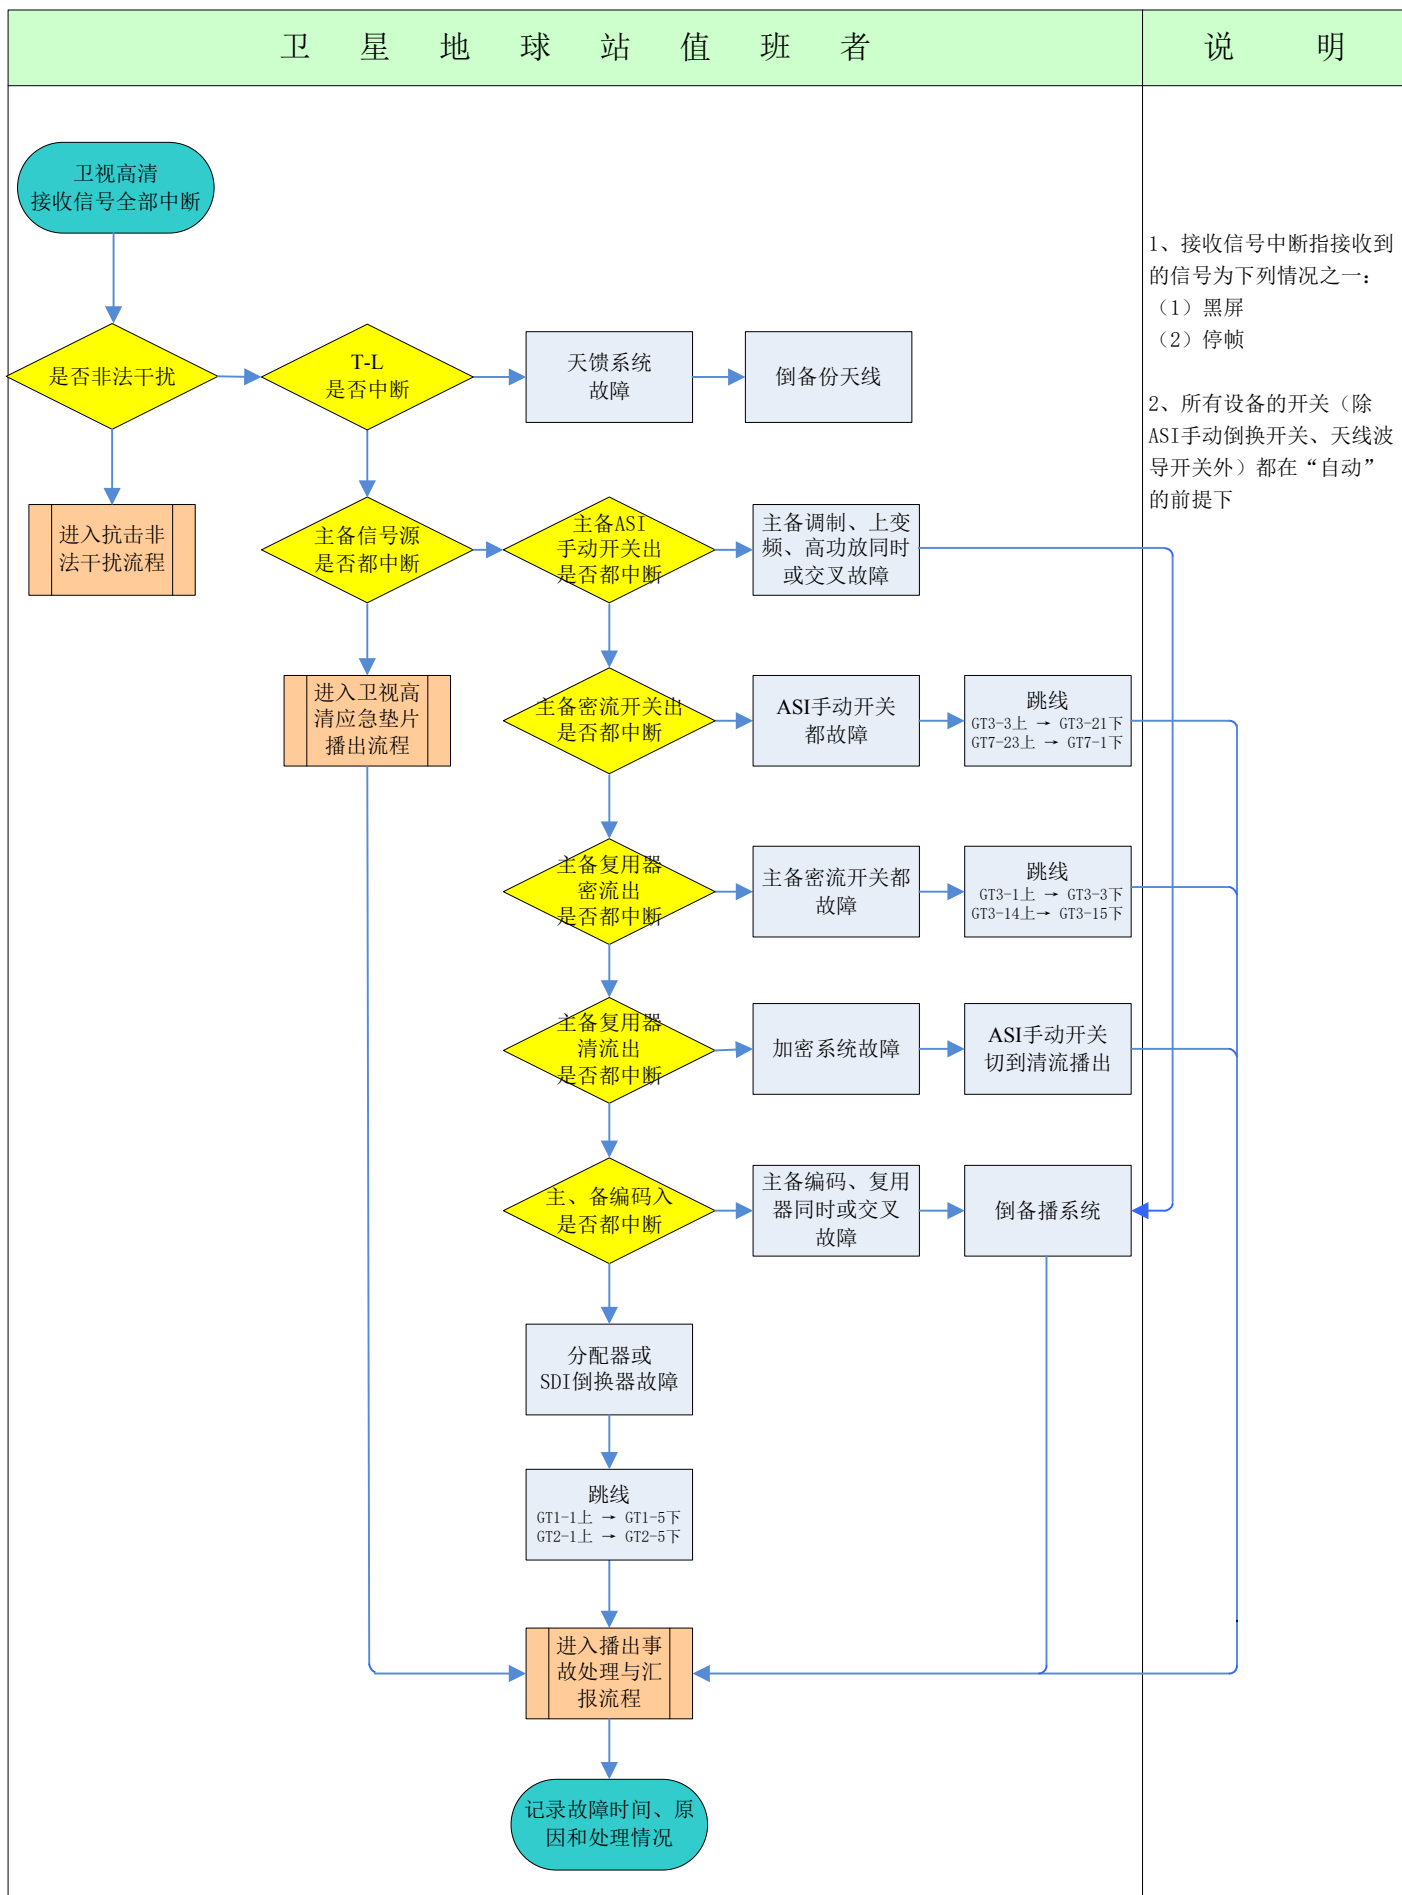 卫星地球站值班者
说明
卫视高清
接收信号全部中断
1、接收信号中断指接收到
的信号为下列情况之一：
（1）黑屏
（2）停帧
2、所有设备的开关（除
ASI手动倒换开关、天线波
导开关外）都在“自动”
的前提下
是否非法干扰
T-L
是否中断
天馈系统
故障
倒备份天线
进入抗击非
法干扰流程
主备信号源
是否都中断
主备ASI
手动开关出
是否都中断
主备调制、上变
频、高功放同时
或交叉故障
进入卫视高
清应急垫片
播出流程
主备密流开关出
是否都中断
ASI手动开关
都故障
跳线
GT3-3上 → GT3-21下
GT7-23上 → GT7-1下
主备复用器
密流出
是否都中断
主备密流开关都
故障
跳线
GT3-1上 → GT3-3下
GT3-14上→ GT3-15下
主备复用器
清流出
是否都中断
加密系统故障
ASI手动开关
切到清流播出
主、备编码入
是否都中断
主备编码、复用
器同时或交叉
故障
倒备播系统
分配器或
SDI倒换器故障
跳线
GT1-1上 → GT1-5下
GT2-1上 → GT2-5下
进入播出事
故处理与汇
报流程
记录故障时间、原
因和处理情况